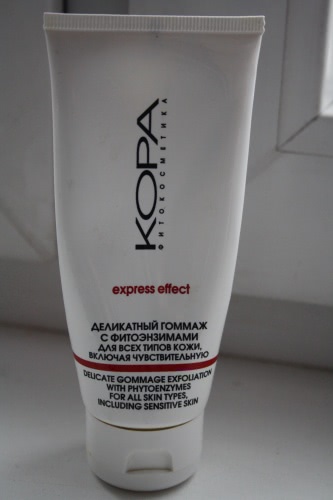 КОРА
ФИТОКОСМЕТИКА
express effect
ДЕЛИКАТНЫЙ ГОММАЖ
С ФИТОЭНЗИМАМИ
ДЛЯ ВСЕХ ТИПОВ КОЖИ,
ВКЛЮЧАЯ ЧУВСТВИТЕЛЬНУЮ
DELICATE GOMMAGE EXFOLIATION
WITH PHYTOENZYMES
FOR ALL SKIN TYPES,
INCLUDING SENSITIVE SKIN